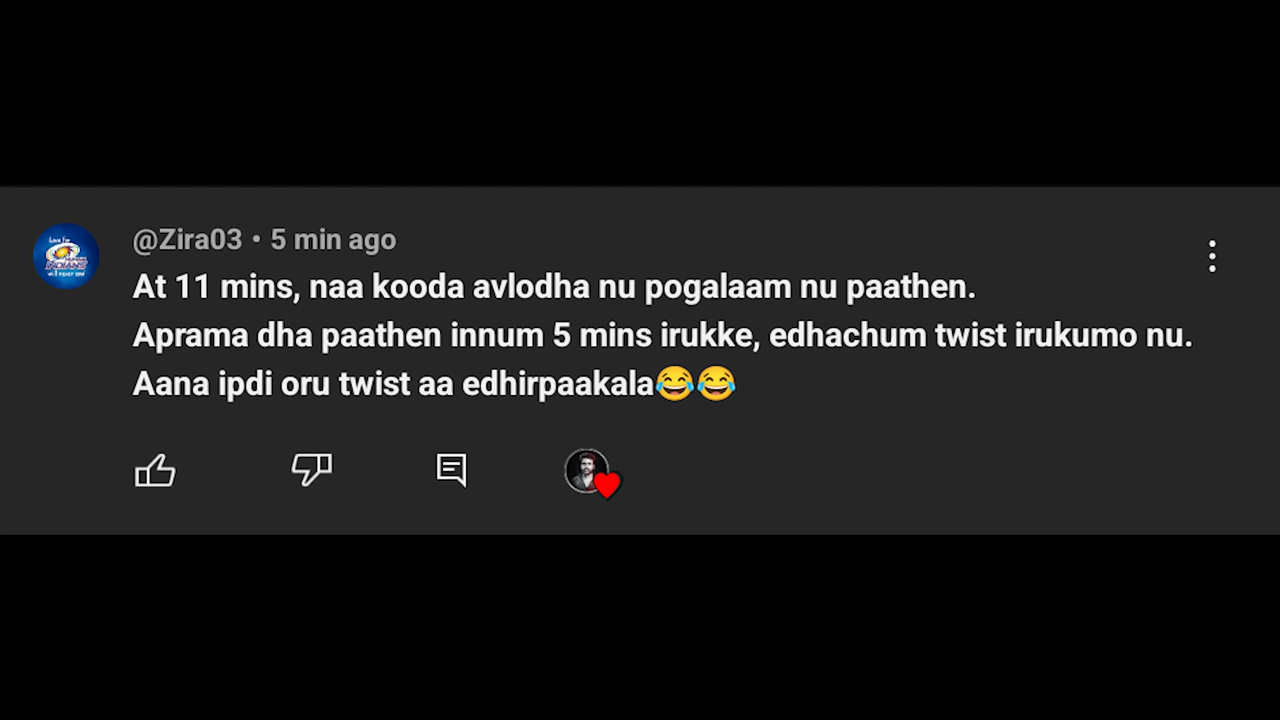 @Zira03 • 5 min ago
At 11 mins, naa kooda avlodha nu pogalaam nu paathen.
Aprama dha paathen innum 5 mins irukke, edhachum twist irukumo nu.
Aana ipdi oru twist aa edhirpaakala😂😂